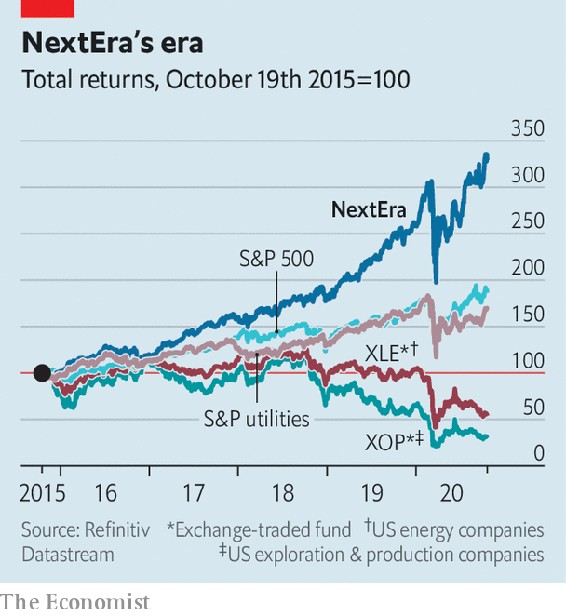 NextEra's era
Total returns, October 19th 2015=100
350
300
NextEra
250
S&P 500
200
150
XLE*†
100
S&P utilities
50
XOP*‡
0
2015 16 17 18 19 20
Source: Refinitiv *Exchange-traded fund †US energy companies
Datastream ‡US exploration & production companies
The Economist